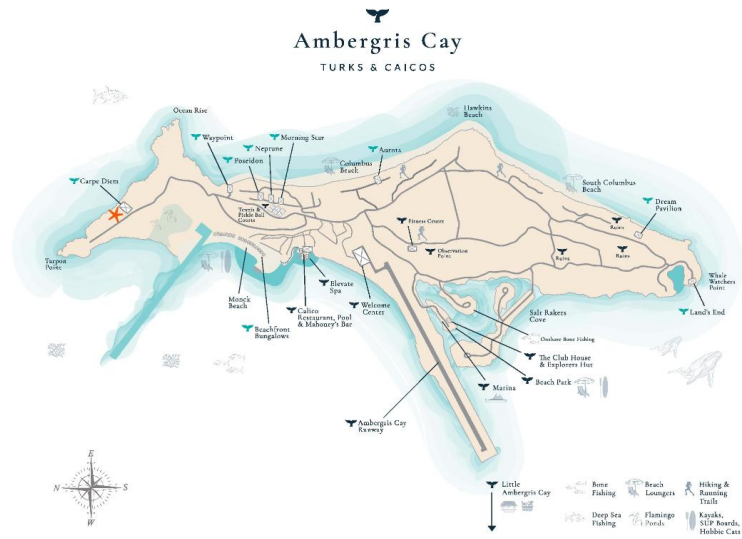 Ambergris Cay
TURKS & CAICOS
Hawkins
Beach
Ocean Rise
Waypoint
Morning Star
Neptune
Poseidon
Aurora
Columbus
Beach
Carpe Diem
South Columbus
Beach
Dream
Pavilion
Tennis &
Pickle Ball
Courts
Fitness Center
Observation
Point
Ruins
Ruins
Ruins
Tarpon
Point
Whale
Watchers
Point
Land's End
Elevate
Spa
Monck
Beach
Calico
Restaurant, Pool
& Mahoney's Bar
Welcome
Center
Beachfront
Bungalows
Salt Rakers
Cove
Onshore Bone Fishing
The Club House
& Explorers Hut
Beach Park
Marina
Ambergris Cay
Runway
E
N
S
W
Little
Ambergris Cay
Bone
Fishing
Beach
Loungers
Hiking &
Running
Trails
Deep Sea
Fishing
Flamingo
Ponds
Kayaks,
SUP Boards,
Hobbie Cats